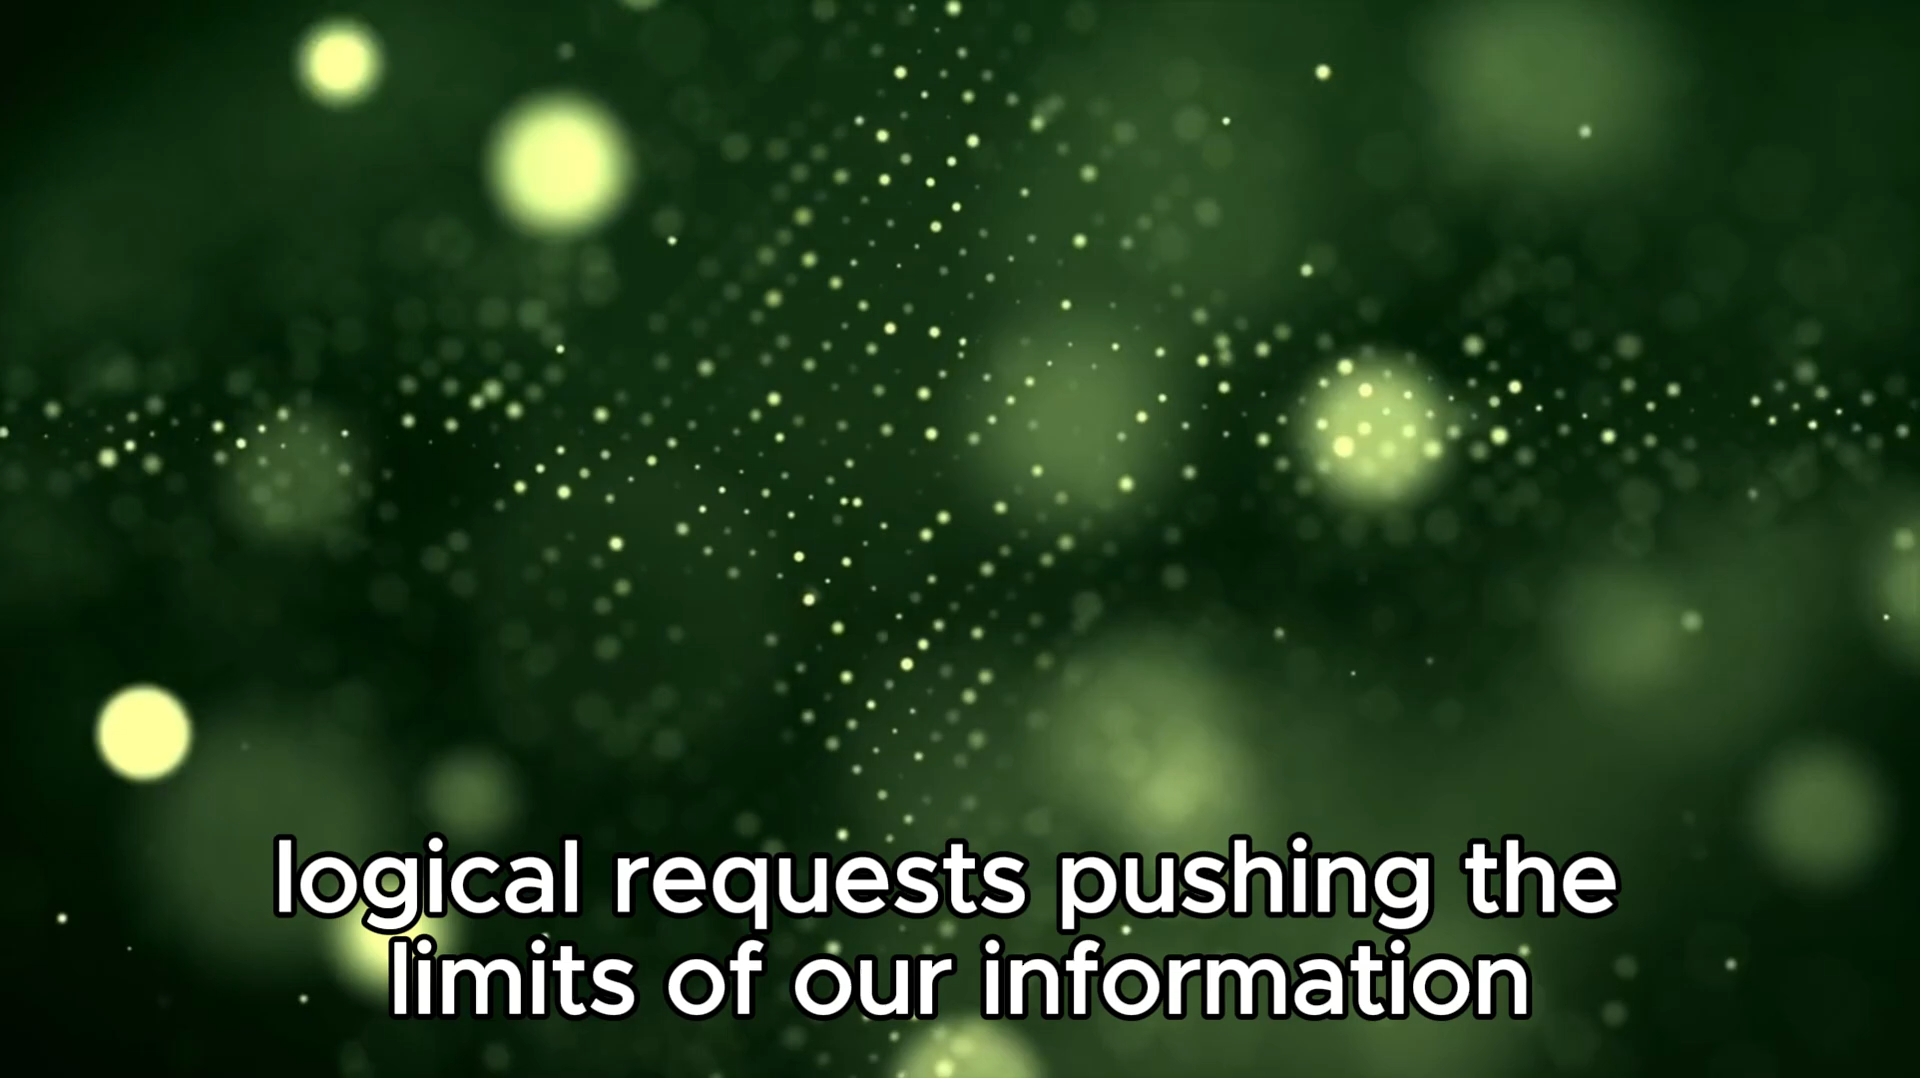 logical requests pushing the
limits of our information